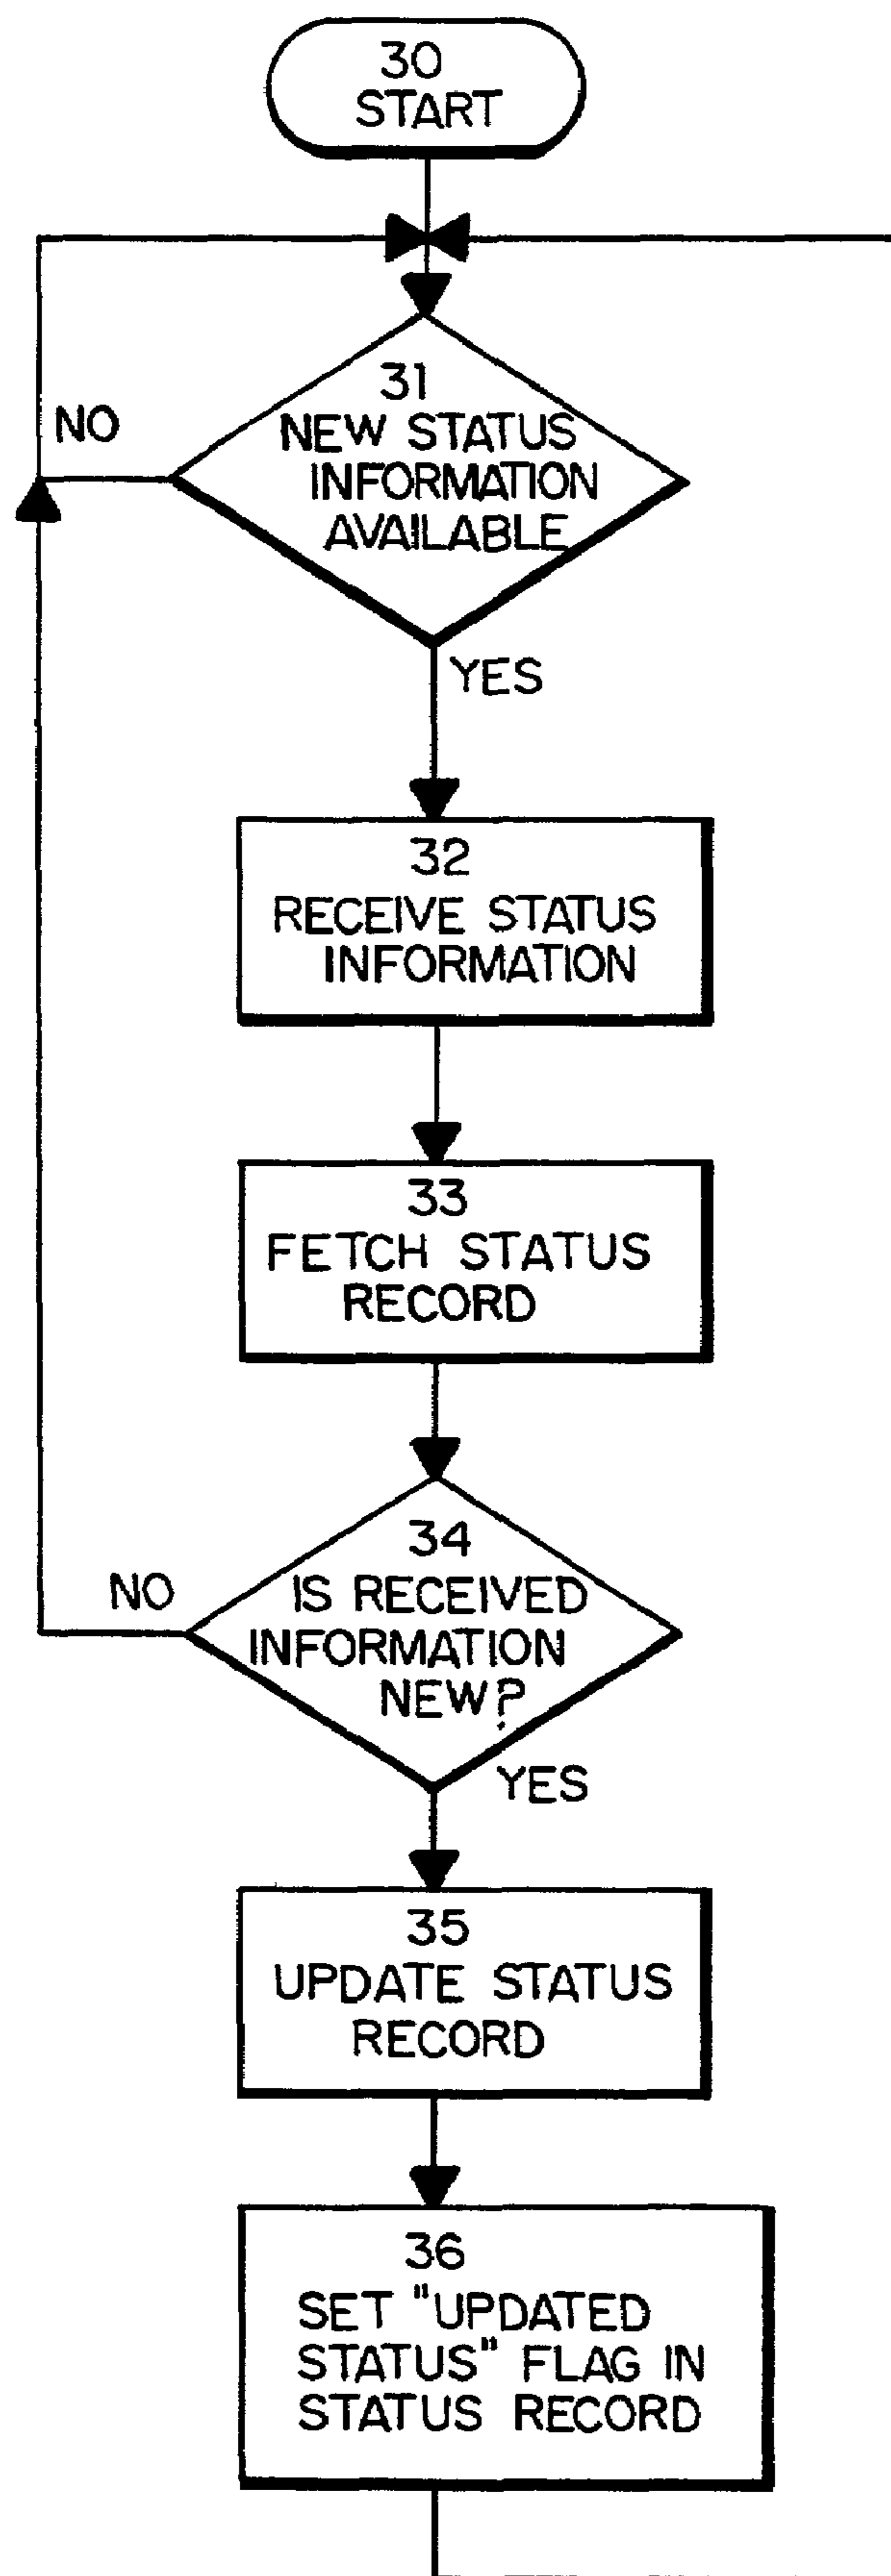 30
START
31
NO
NEW STATUS
INFORMATION
AVAILABLE
YES
32
RECEIVE STATUS
INFORMATION
33
FETCH STATUS
RECORD
34
NO
IS RECEIVED
INFORMATION
NEW?
YES
35
UPDATE STATUS
RECORD
36
SET "UPDATED
STATUS" FLAG IN
STATUS RECORD